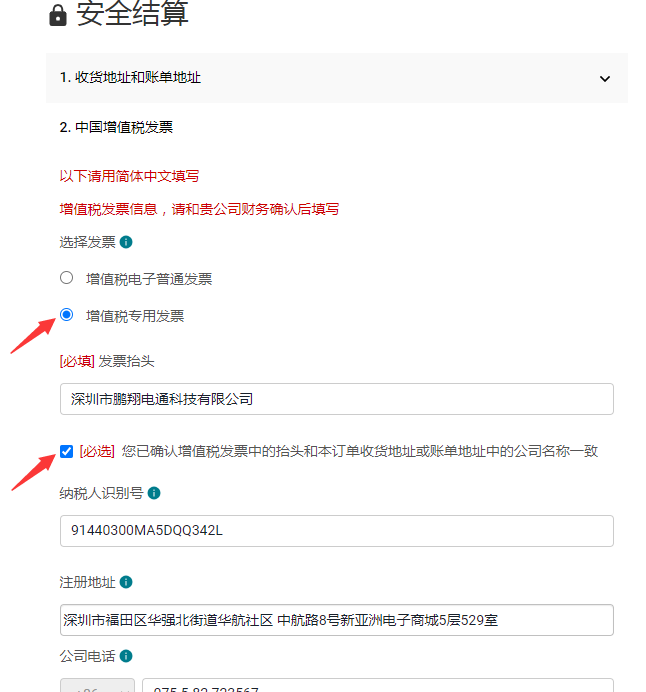 安全结算
1. 收货地址和账单地址
2. 中国增值税发票
以下请用简体中文填写
增值税发票信息，请和贵公司财务确认后填写
选择发票
增值税电子普通发票
增值税专用发票
[必填] 发票抬头
深圳市鹏翔电通科技有限公司
[必选] 您已确认增值税发票中的抬头和本订单收货地址或账单地址中的公司名称一致
纳税人识别号
91440300MA5DQQ342L
注册地址
深圳市福田区华强北街道华航社区 中航路8号新亚洲电子商城5层529室
公司电话